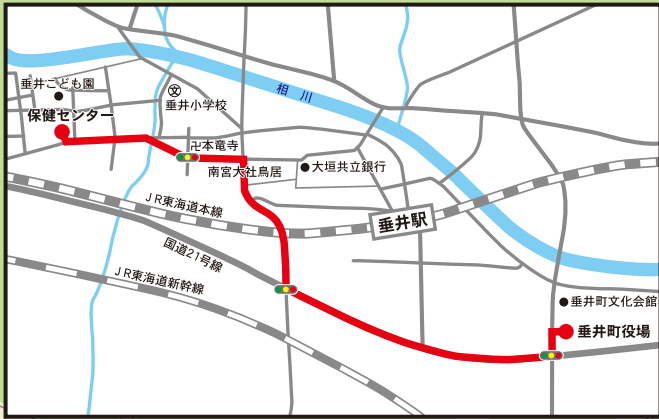 相川
垂井こども園
垂井小学校
保健センター
卍本竜寺
南宮大社鳥居
大垣共立銀行
JR東海道本線
垂井駅
国道21号線
JR東海道新幹線
垂井町文化会館
垂井町役場